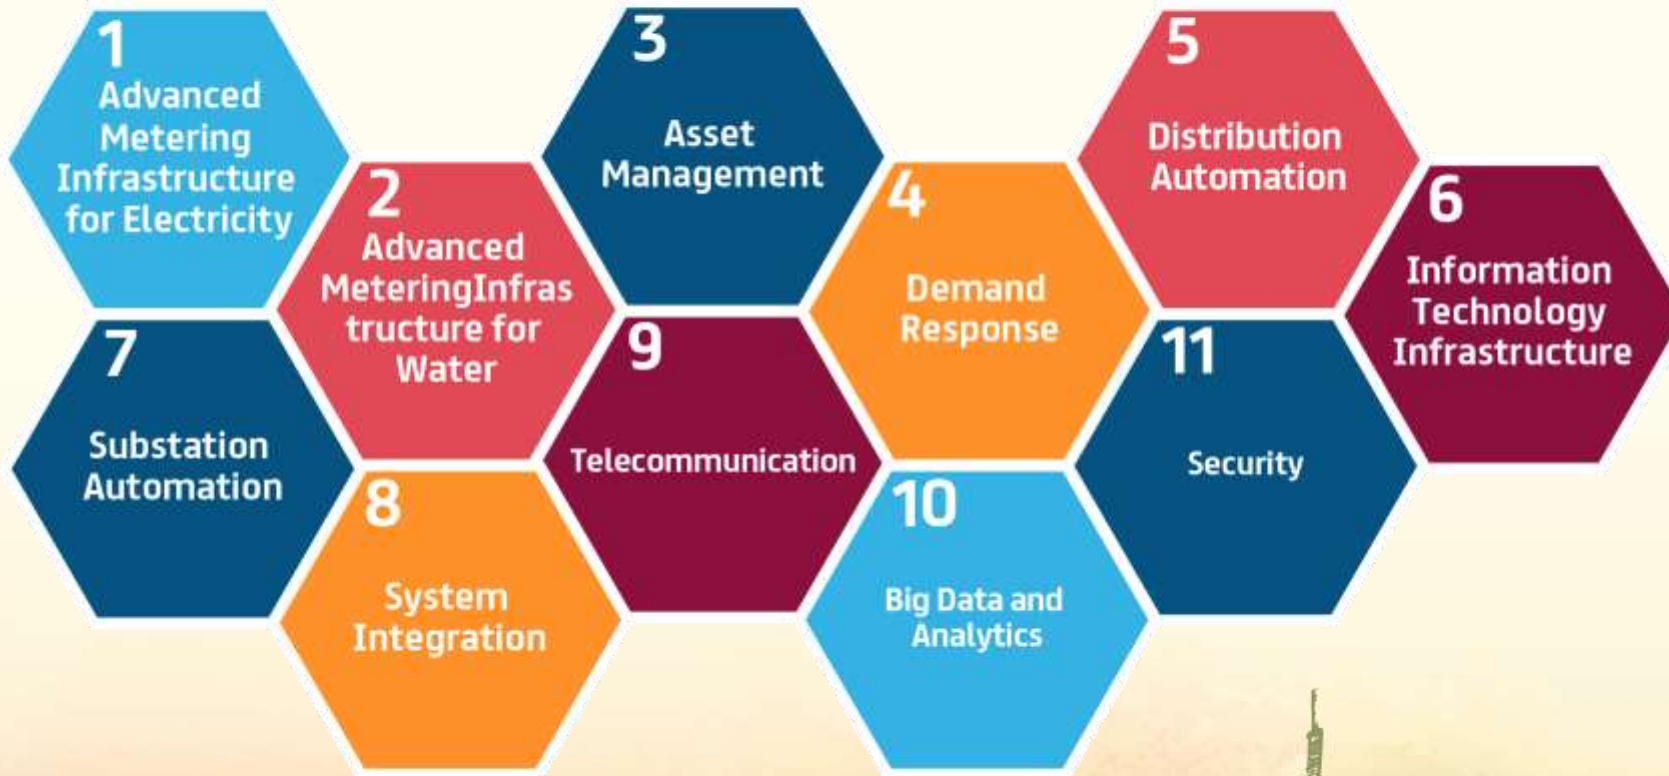 1
Advanced
Metering
Infrastructure
for Electricity
2
Advanced
MeteringInfras
tructure for
Water
3
Asset
Management
4
Demand
Response
5
Distribution
Automation
6
Information
Technology
Infrastructure
7
Substation
Automation
8
System
Integration
9
Telecommunication
10
Big Data and
Analytics
11
Security